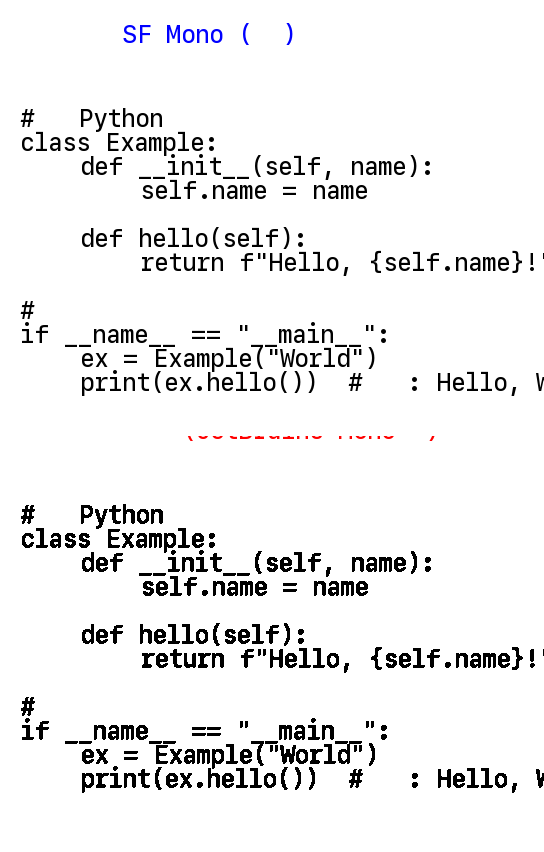 SF Mono (  )
#   Python
class Example:
    def __init__(self, name):
        self.name = name
    def hello(self):
        return f"Hello, {self.name}!"
#
if __name__ == "__main__":
    ex = Example("World")
    print(ex.hello())  #   : Hello, W
#   Python
class Example:
    def __init__(self, name):
        self.name = name
    def hello(self):
        return f"Hello, {self.name}!"
#
if __name__ == "__main__":
    ex = Example("World")
    print(ex.hello())  #   : Hello, W